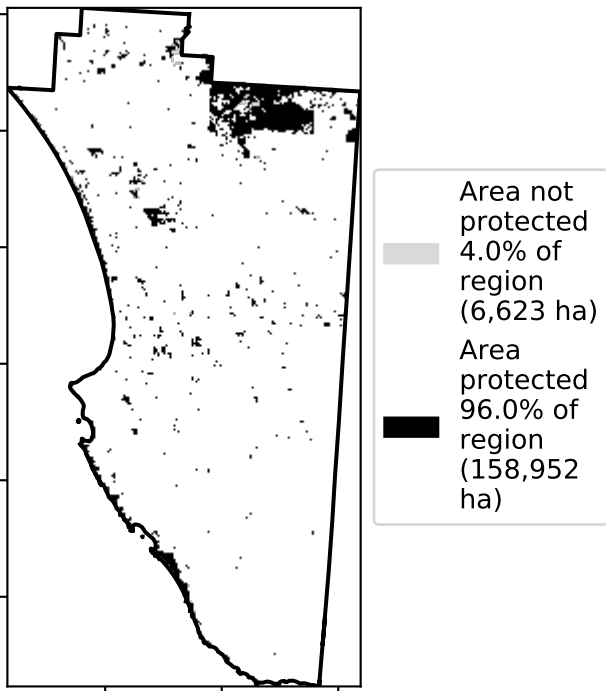 Area not
protected
4.0% of
region
(6,623 ha)
Area
protected
96.0% of
region
(158,952
ha)